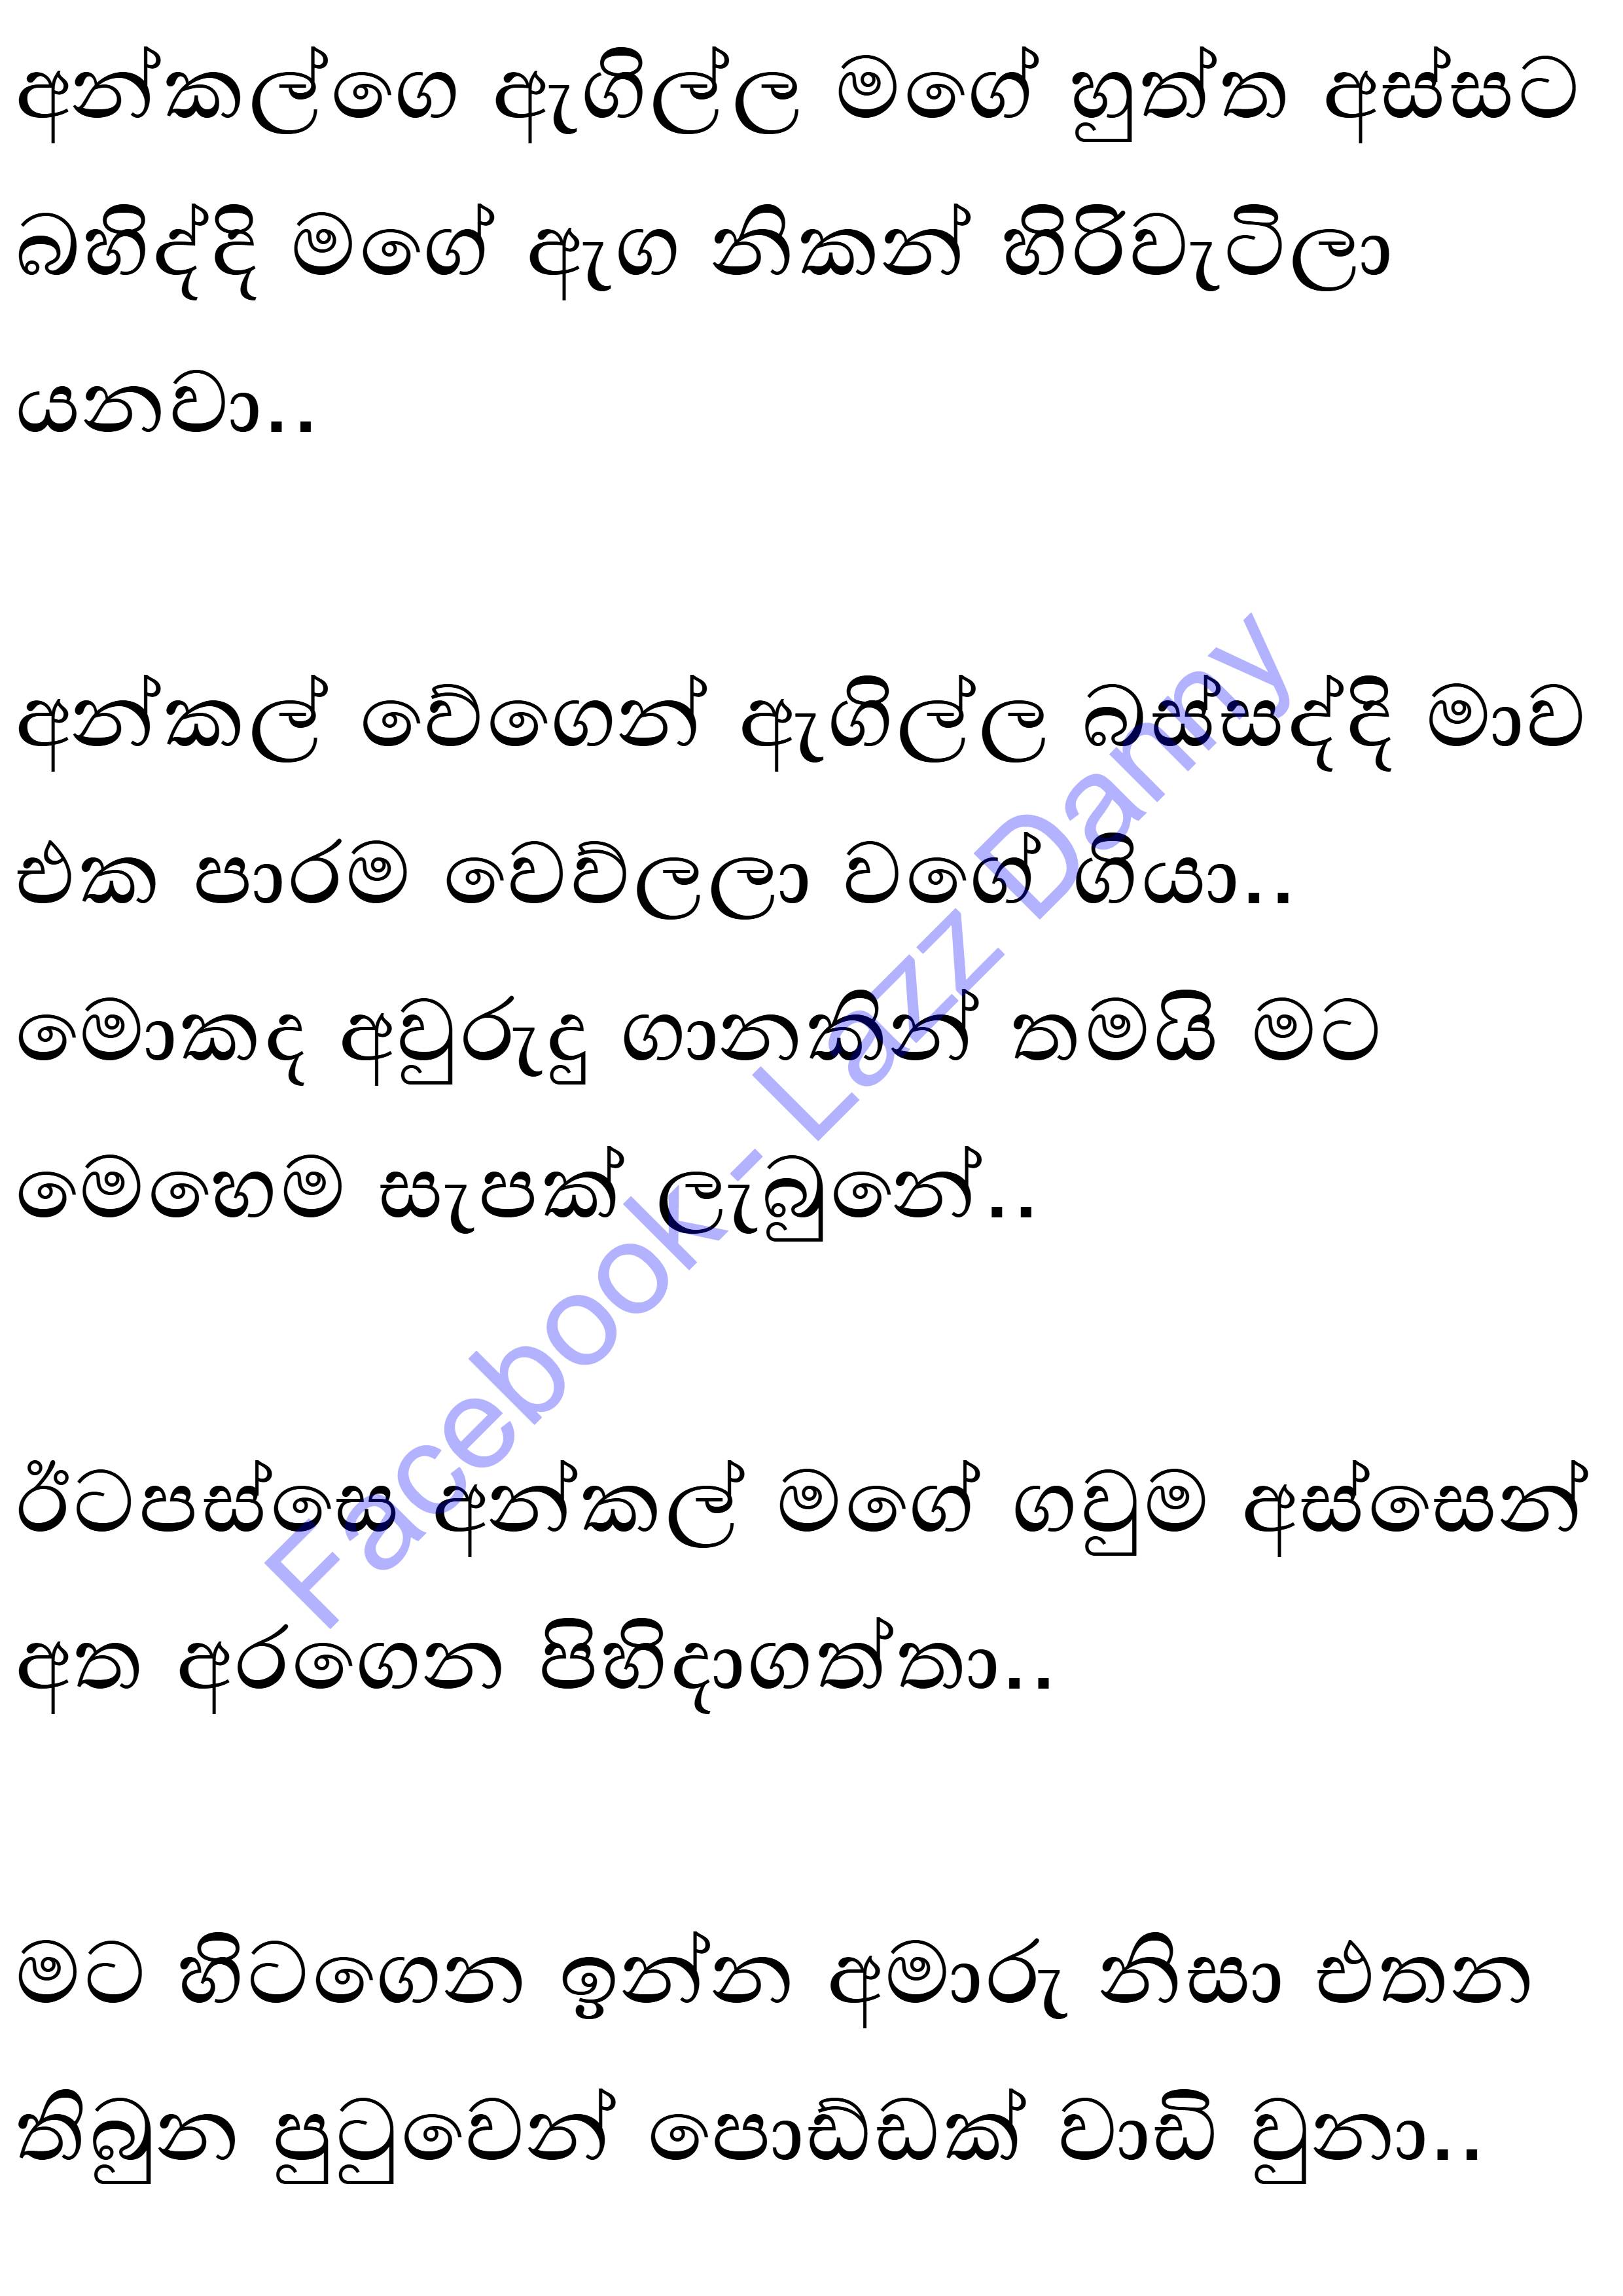 අන්කල්ගෙ ඇගිල්ල මගේ හුත්ත අස්සට
බහිද්දි මගේ ඇග නිකන් හිරිවැටිලා
යනවා..
අන්කල් වේගෙන් ඇගිල්ල බස්සද්දි මාව
එක පාරම වෙව්ලලා වගේ ගියා..
මොකද අවුරුදු ගානකින් තමයි මට
මෙහෙම සැපක් ලැබුනේ..
ඊටපස්සෙ අන්කල් මගේ ගවුම අස්සෙන්
අත අරගෙන පිහිදාගත්තා..
මට හිටගෙන ඉන්න අමාරු නිසා එතන
තිබුන පුටුවෙන් පොඩ්ඩක් වාඩි වුනා..
Facebook - Lazz Danny